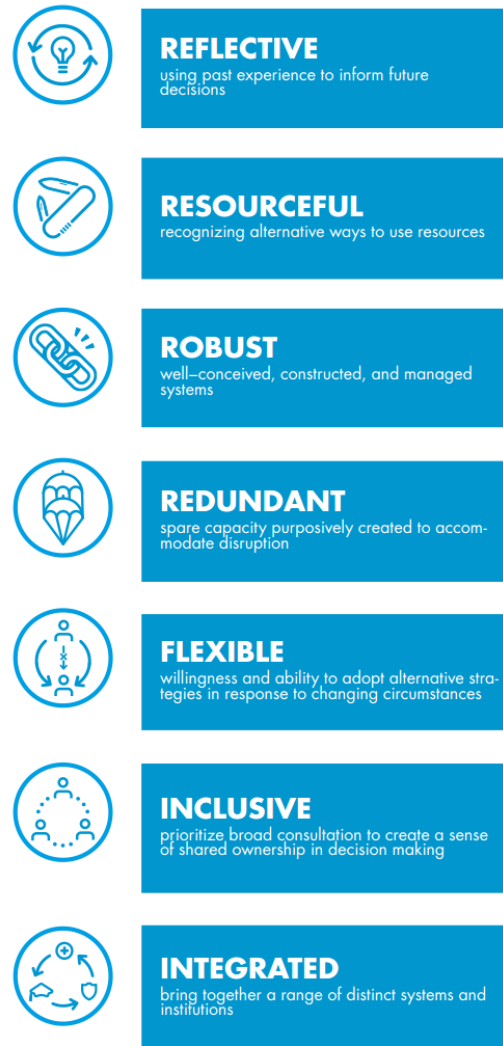 REFLECTIVE
using past experience to inform future
decisions
RESOURCEFUL
recognizing alternative ways to use resources
ROBUST
well–conceived, constructed, and managed
systems
REDUNDANT
spare capacity purposively created to accom-
modate disruption
FLEXIBLE
willingness and ability to adopt alternative stra-
tegies in response to changing circumstances
INCLUSIVE
prioritize broad consultation to create a sense
of shared ownership in decision making
INTEGRATED
bring together a range of distinct systems and
institutions